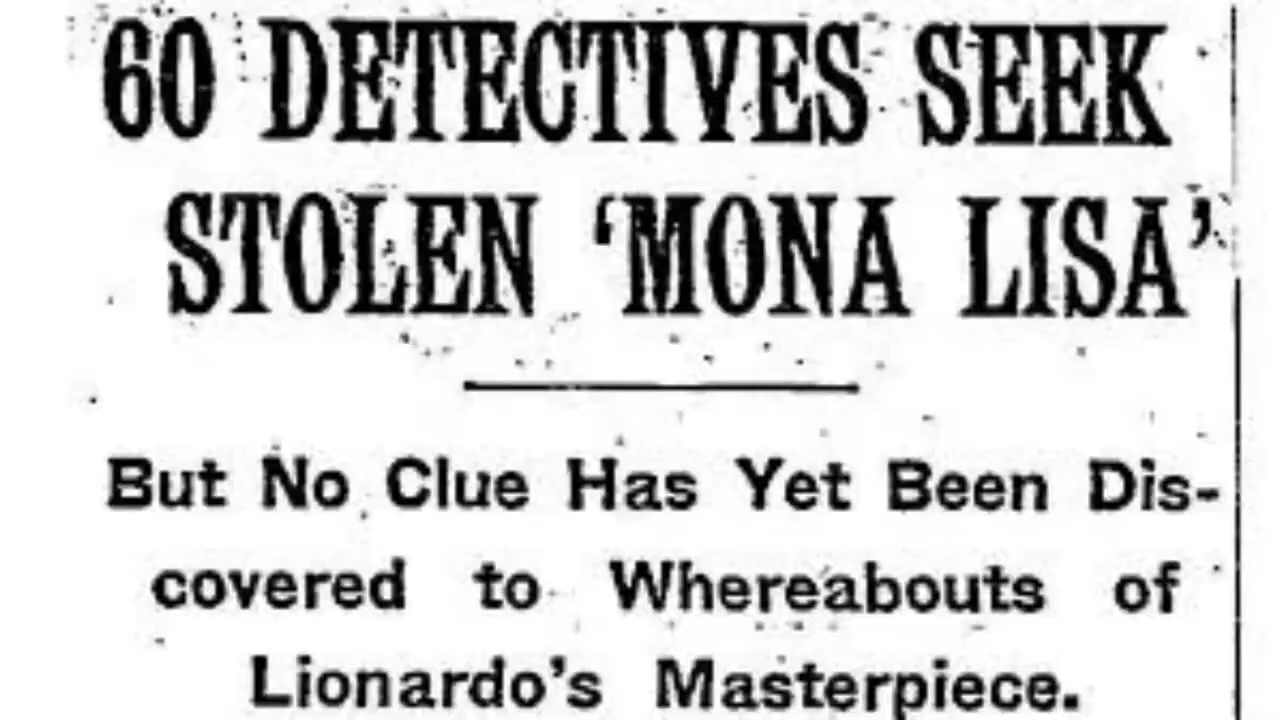 60 DETECTIVES SEEK
STOLEN ‘MONA LISA’
But No Clue Has Yet Been Dis-
covered to Whereabouts of
Lionardo’s Masterpiece.